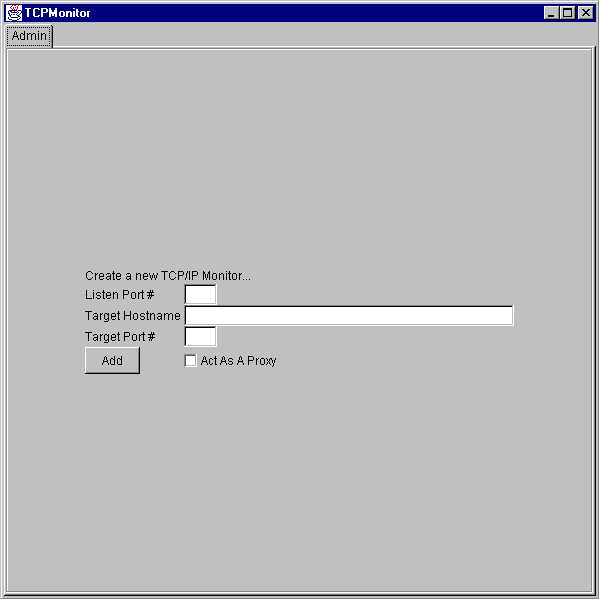 TCPMonitor
Admin
Create a new TCP/IP Monitor...
Listen Port #
Target Hostname
Target Port #
Add Act As A Proxy